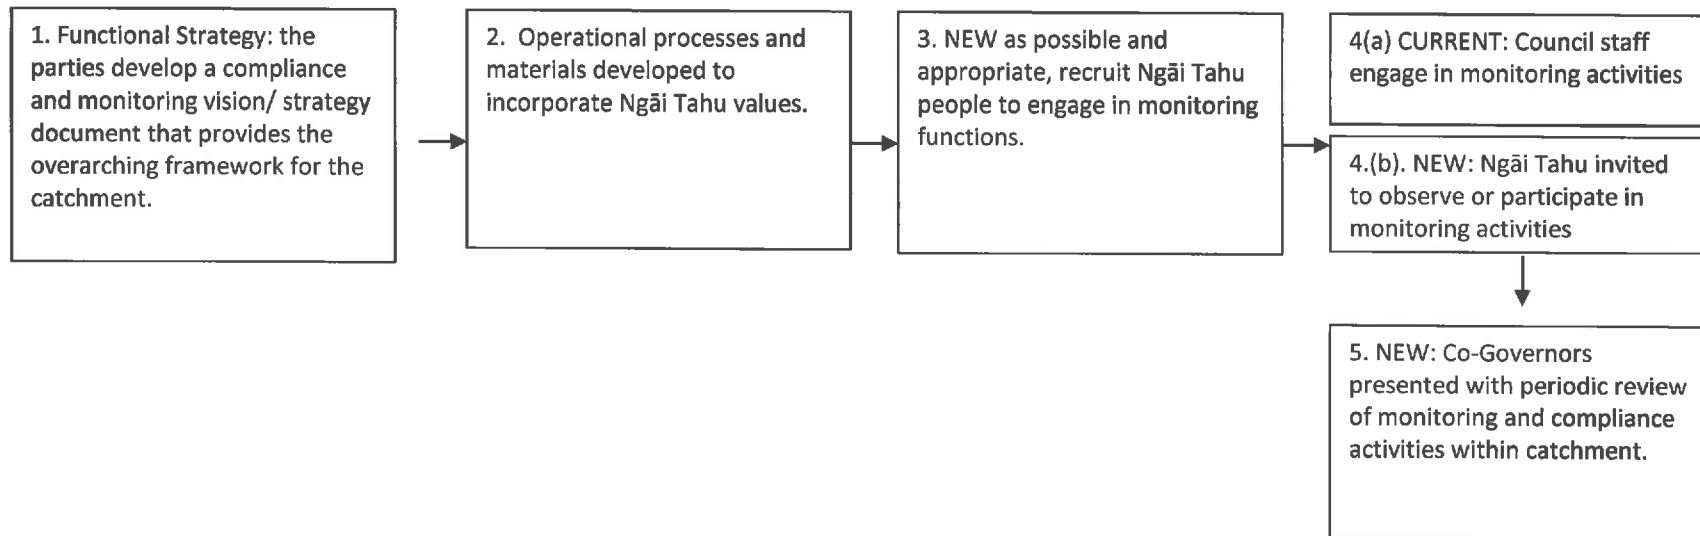 1. Functional Strategy: the
parties develop a compliance
and monitoring vision/ strategy
document that provides the
overarching framework for the
catchment.
2.  Operational processes and
materials developed to
incorporate Ngāi Tahu values.
3. NEW as possible and
appropriate, recruit Ngāi Tahu
people to engage in monitoring
functions.
4(a) CURRENT: Council staff
engage in monitoring activities
4.(b). NEW: Ngāi Tahu invited
to observe or participate in
monitoring activities
5. NEW: Co-Governors
presented with periodic review
of monitoring and compliance
activities within catchment.